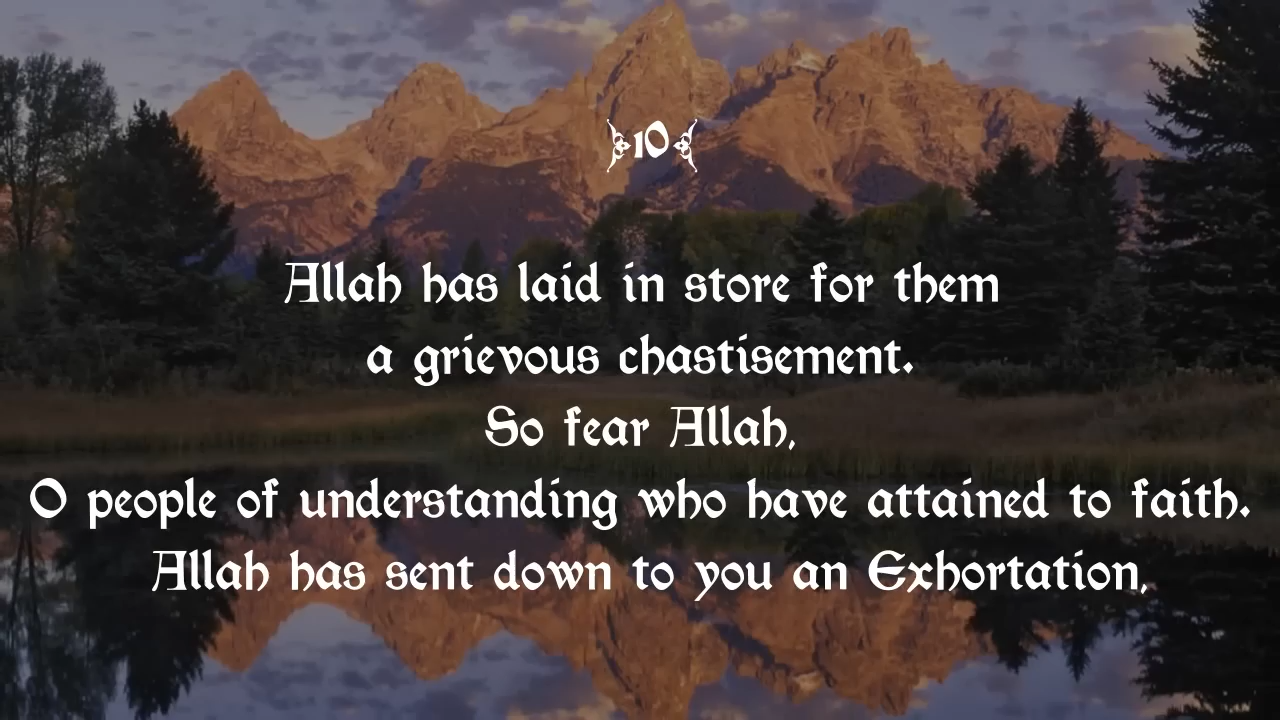 10
Allah has laid in store for them
a grievous chastisement.
So fear Allah,
O people of understanding who have attained to faith.
Allah has sent down to you an Exhortation,